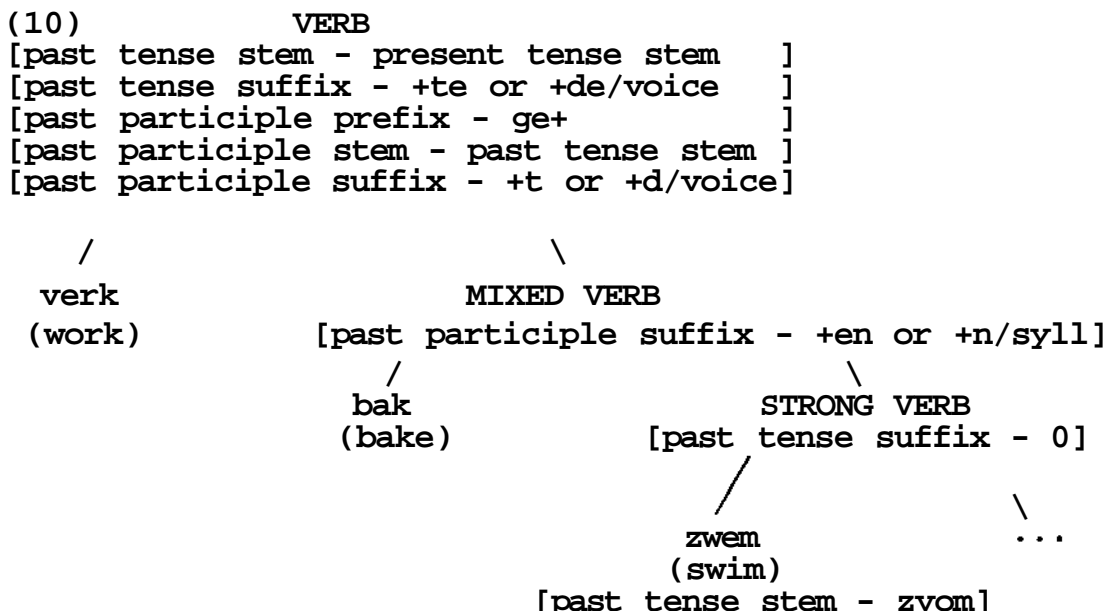 (10) VERB
[past tense stem - present tense stem ]
[past tense suffix - +te or +de/voice ]
[past participle prefix - ge+ ]
[past participle stem - past tense stem ]
[past participle suffix - +t or +d/voice]
/ \
verk MIXED VERB
(work) [past participle suffix - +en or +n/syll]
/ \
bak STRONG VERB
(bake) [past tense suffix - 0]
/ \
zwem ...
(swim)
[past tense stem - zvom]